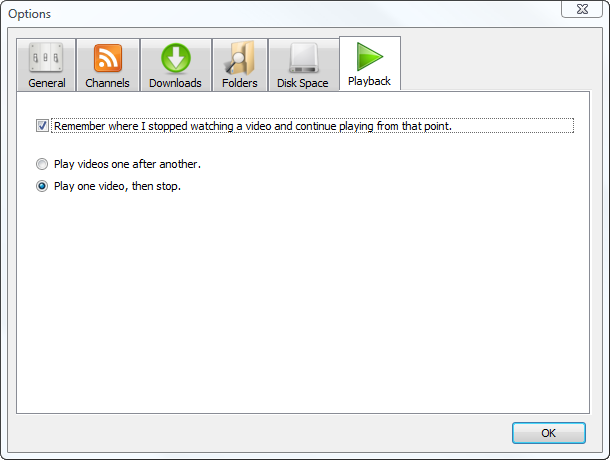 Options
General Channels Downloads Folders Disk Space Playback
Remember where I stopped watching a video and continue playing from that point.
Play videos one after another.
Play one video, then stop.
OK